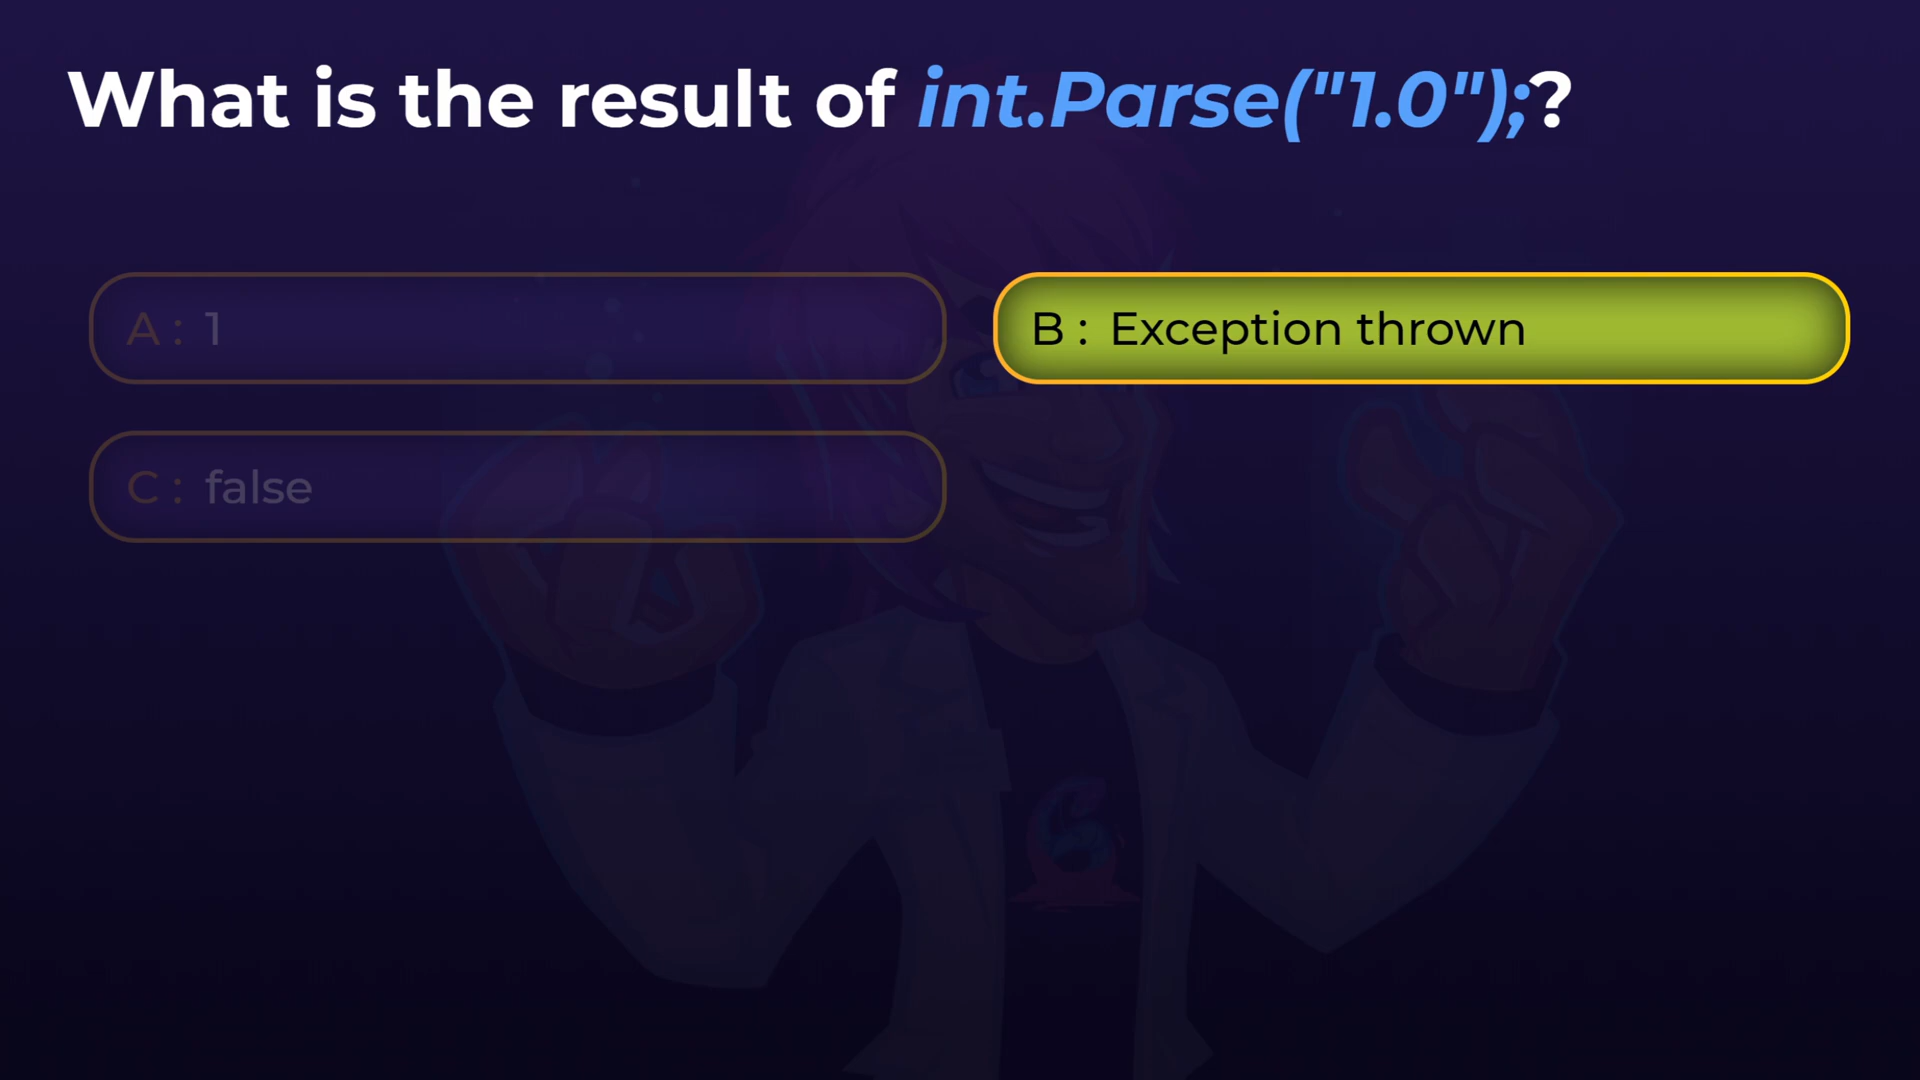 What is the result of int.Parse("1.0");?
A : 1
B : Exception thrown
C : false